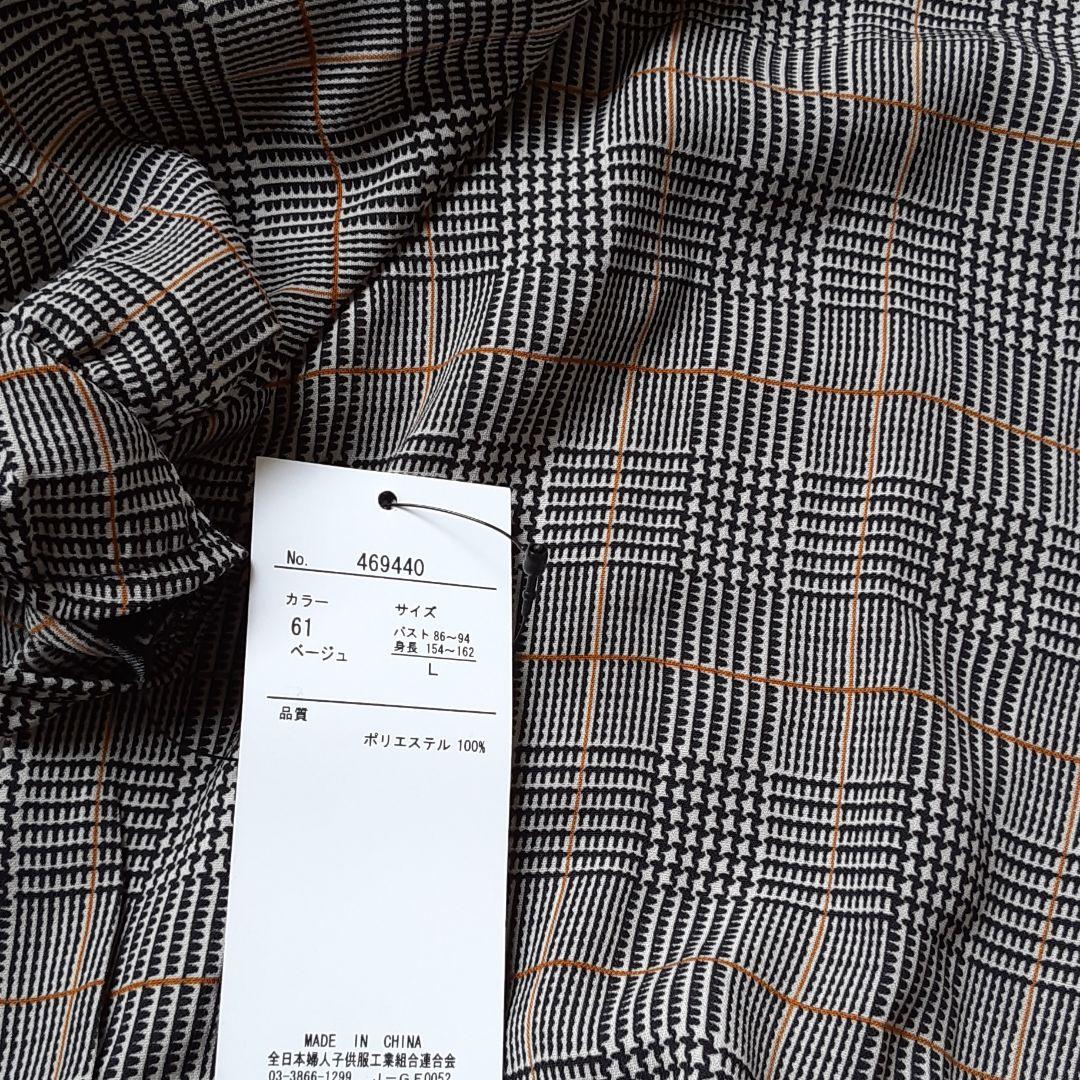 No. 469440
カラー サイズ
61 バスト 86〜94
ベージュ 身長 154〜162
L
品質
ポリエステル 100%
MADE IN CHINA
全日本婦人子供服工業組合連合会
03-3866-1299 J-GF0052